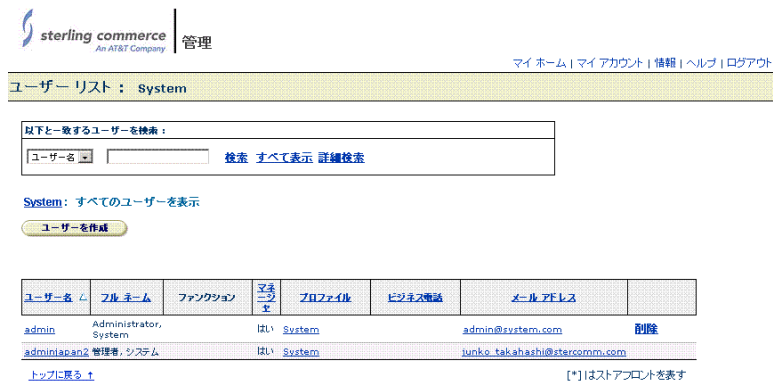 sterling commerce
An AT&T Company
管理
マイ ホーム | マイ アカウント | 情報 | ヘルプ | ログアウト
ユーザー リスト : System
以下と一致するユーザーを検索 :
ユーザー名 検索 すべて表示 詳細検索
System: すべてのユーザーを表示
ユーザーを作成
ユーザー名 フル ネーム ファンクション マネージャ プロファイル ビジネス電話 メール アドレス
admin Administrator, System はい System admin@system.com 削除
adminjapan2 管理者, システム はい System junko_takahashi@stercomm.com
トップに戻る ↑ [*] はストアフロントを表す